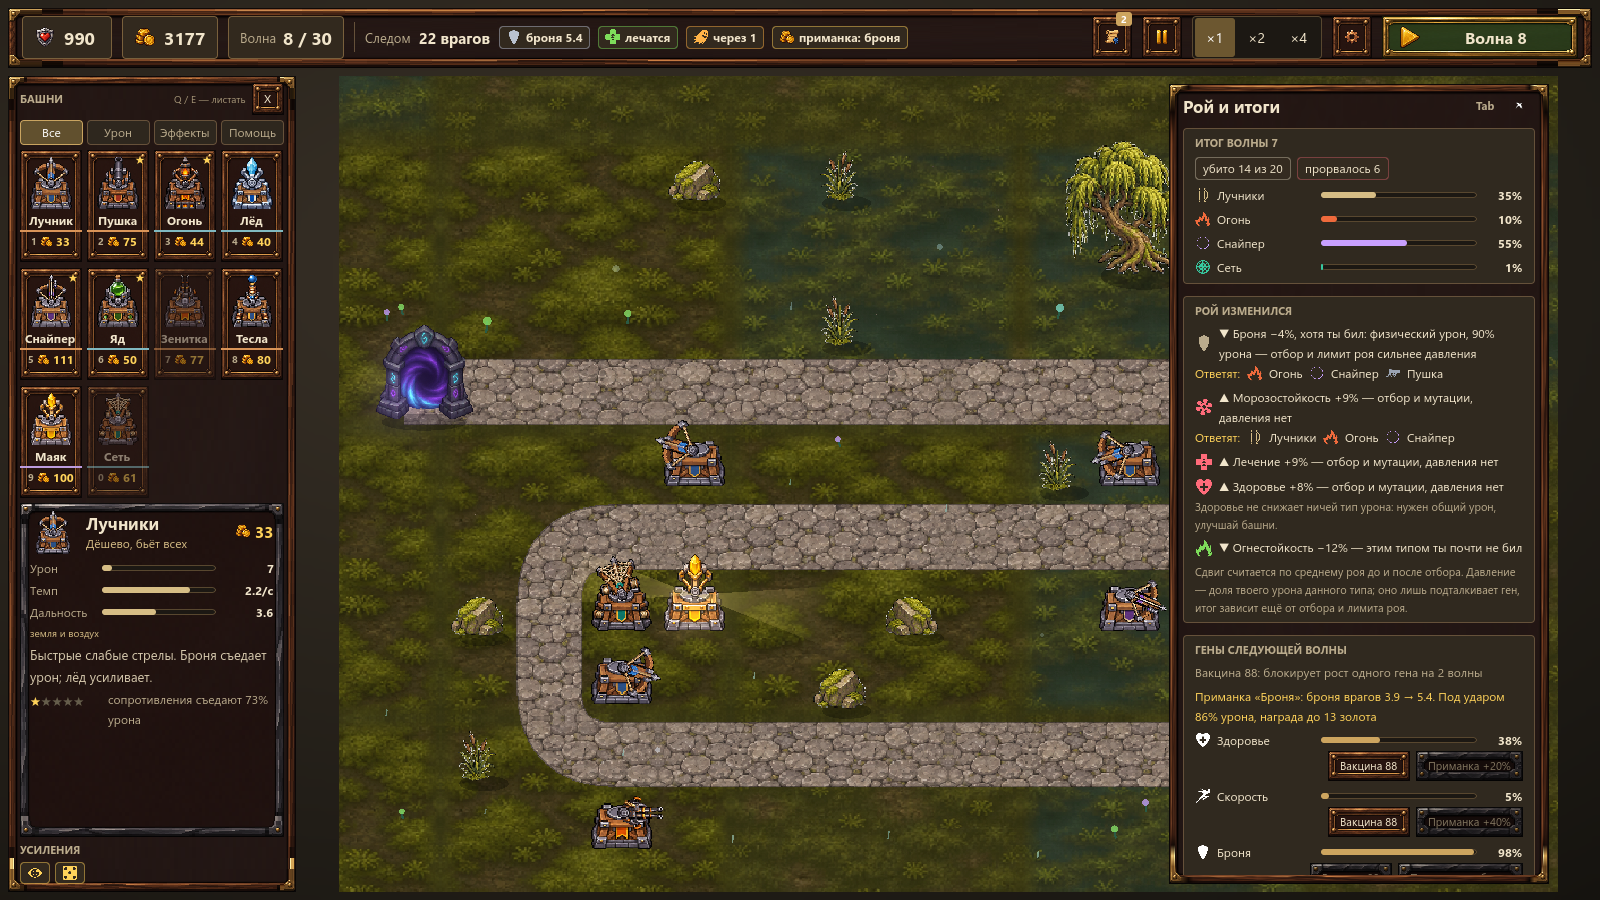 990
3177
Волна 8 / 30
Следом 22 врагов
броня 5.4
лечатся
через 1
приманка: броня
2
×1
×2
×4
Волна 8
БАШНИ
Q / E — листать
X
Все
Урон
Эффекты
Помощь
Лучник
Пушка
Огонь
Лёд
1 33
2 75
3 44
4 40
Снайпер
Яд
Зенитка
Тесла
5 111
6 50
7 77
8 80
Маяк
Сеть
9 100
0 61
Лучники
33
Дёшево, бьёт всех
Урон 7
Темп 2.2/с
Дальность 3.6
земля и воздух
Быстрые слабые стрелы. Броня съедает
урон; лёд усиливает.
★★★★★ сопротивления съедают 73%
урона
УСИЛЕНИЯ
Рой и итоги
Tab
ИТОГ ВОЛНЫ 7
убито 14 из 20
прорвалось 6
Лучники 35%
Огонь 10%
Снайпер 55%
Сеть 1%
РОЙ ИЗМЕНИЛСЯ
▼ Броня −4%, хотя ты бил: физический урон, 90%
урона — отбор и лимит роя сильнее давления
Ответят: Огонь Снайпер Пушка
▲ Морозостойкость +9% — отбор и мутации,
давления нет
Ответят: Лучники Огонь Снайпер
▲ Лечение +9% — отбор и мутации, давления нет
▲ Здоровье +8% — отбор и мутации, давления нет
Здоровье не снижает ничей тип урона: нужен общий урон,
улучшай башни.
▼ Огнестойкость −12% — этим типом ты почти не бил
Сдвиг считается по среднему роя до и после отбора. Давление
— доля твоего урона данного типа; оно лишь подталкивает ген,
итог зависит ещё от отбора и лимита роя.
ГЕНЫ СЛЕДУЮЩЕЙ ВОЛНЫ
Вакцина 88: блокирует рост одного гена на 2 волны
Приманка «Броня»: броня врагов 3.9 → 5.4. Под ударом
86% урона, награда до 13 золота
Здоровье 38%
Вакцина 88
Приманка +20%
Скорость 5%
Вакцина 88
Приманка +40%
Броня 98%